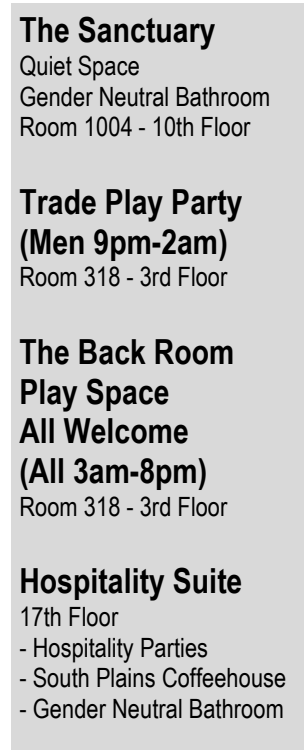 The Sanctuary
Quiet Space
Gender Neutral Bathroom
Room 1004 - 10th Floor
Trade Play Party
(Men 9pm-2am)
Room 318 - 3rd Floor
The Back Room
Play Space
All Welcome
(All 3am-8pm)
Room 318 - 3rd Floor
Hospitality Suite
17th Floor
- Hospitality Parties
- South Plains Coffeehouse
- Gender Neutral Bathroom